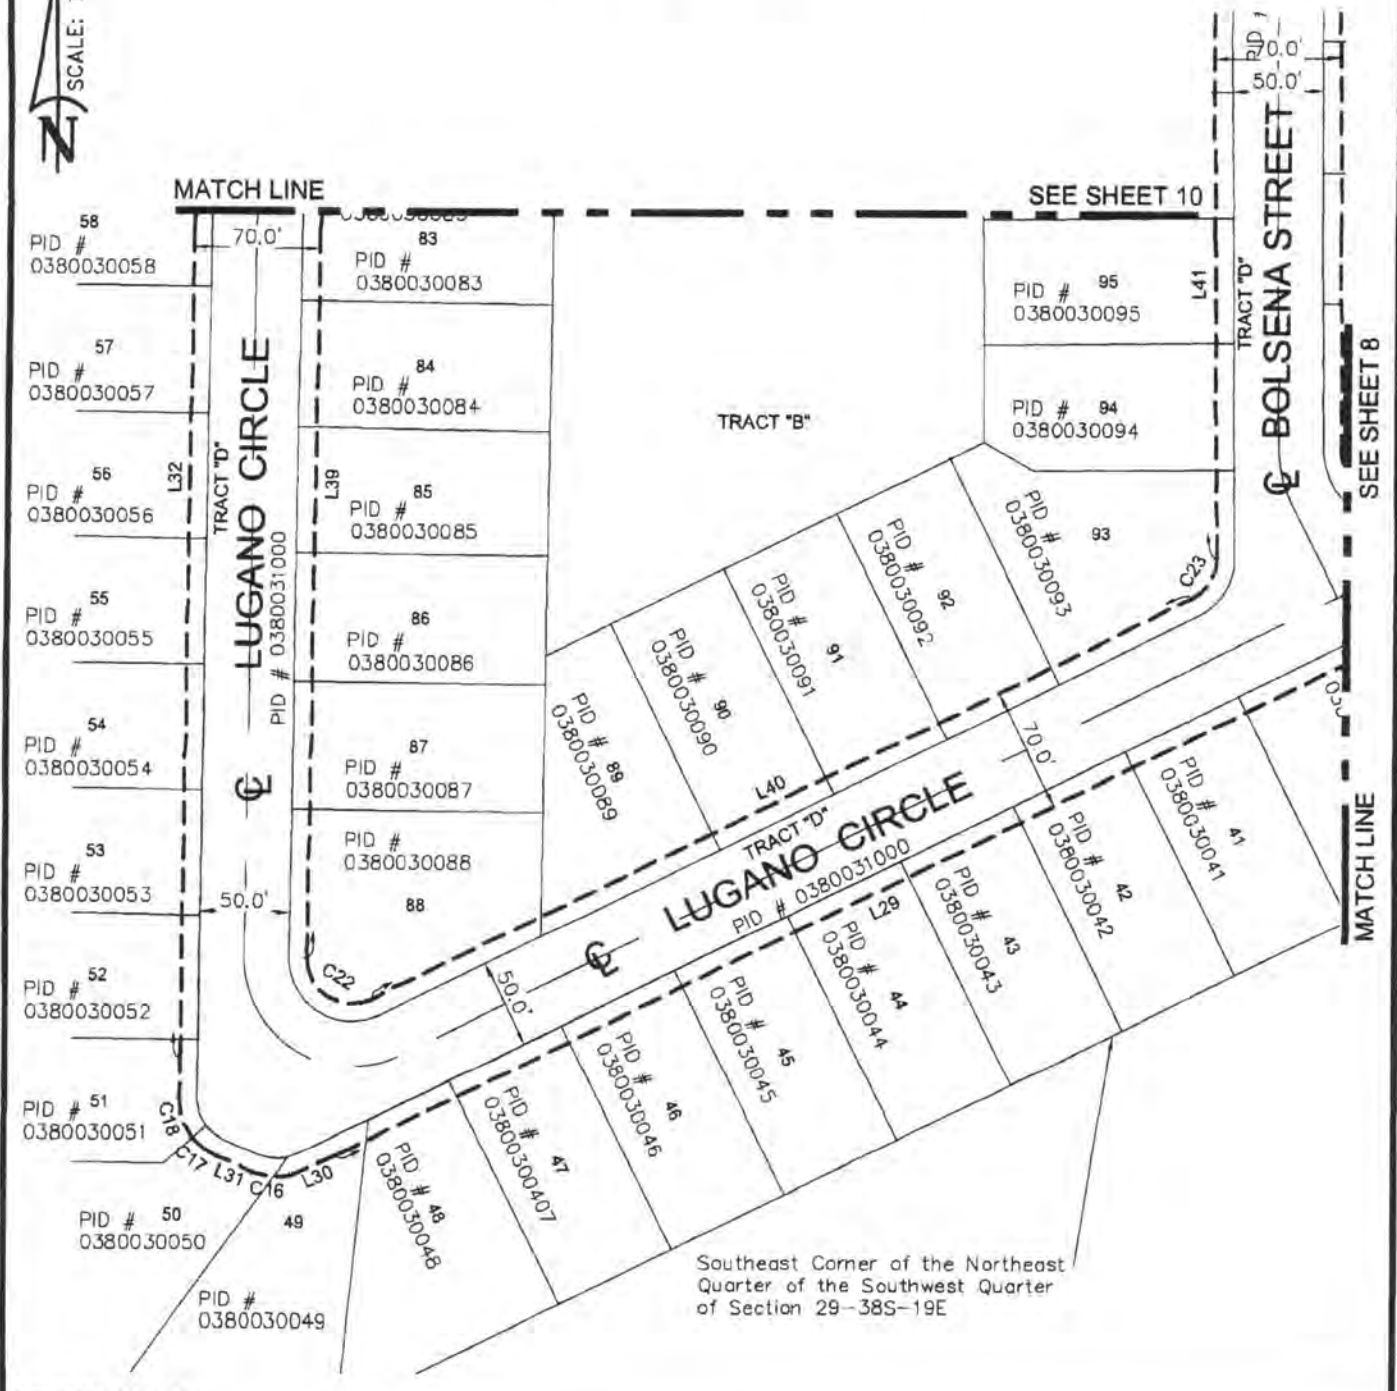 SCALE:
N
MATCH LINE
SEE SHEET 10
70.0'
50.0'
BOLSENA STREET
TRACT "D"
L41
SEE SHEET 8
MATCH LINE
58
PID #
0380030058
57
PID #
0380030057
56
PID #
0380030056
55
PID #
0380030055
54
PID #
0380030054
53
PID #
0380030053
52
PID #
0380030052
51
PID #
0380030051
50
PID #
0380030050
49
PID #
0380030049
70.0'
L32
TRACT "D"
LUGANO CIRCLE
PID # 0380031000
L39
50.0'
83
PID #
0380030083
84
PID #
0380030084
85
PID #
0380030085
86
PID #
0380030086
87
PID #
0380030087
PID #
0380030088
88
TRACT "B"
PID # 95
0380030095
PID # 94
0380030094
PID #
0380030093
93
PID #
0380030092
92
PID #
0380030091
91
PID #
0380030090
90
PID # 89
0380030089
C23
C22
L40
TRACT "D"
LUGANO CIRCLE
PID # 0380031000
70.0'
50.0'
L29
PID # 41
0380030041
PID # 42
0380030042
PID # 43
0380030043
PID # 44
0380030044
PID # 45
0380030045
PID # 46
0380030046
PID # 47
03800300407
PID # 48
0380030048
C18
C17
L31
C16
L30
Southeast Corner of the Northeast
Quarter of the Southwest Quarter
of Section 29-38S-19E